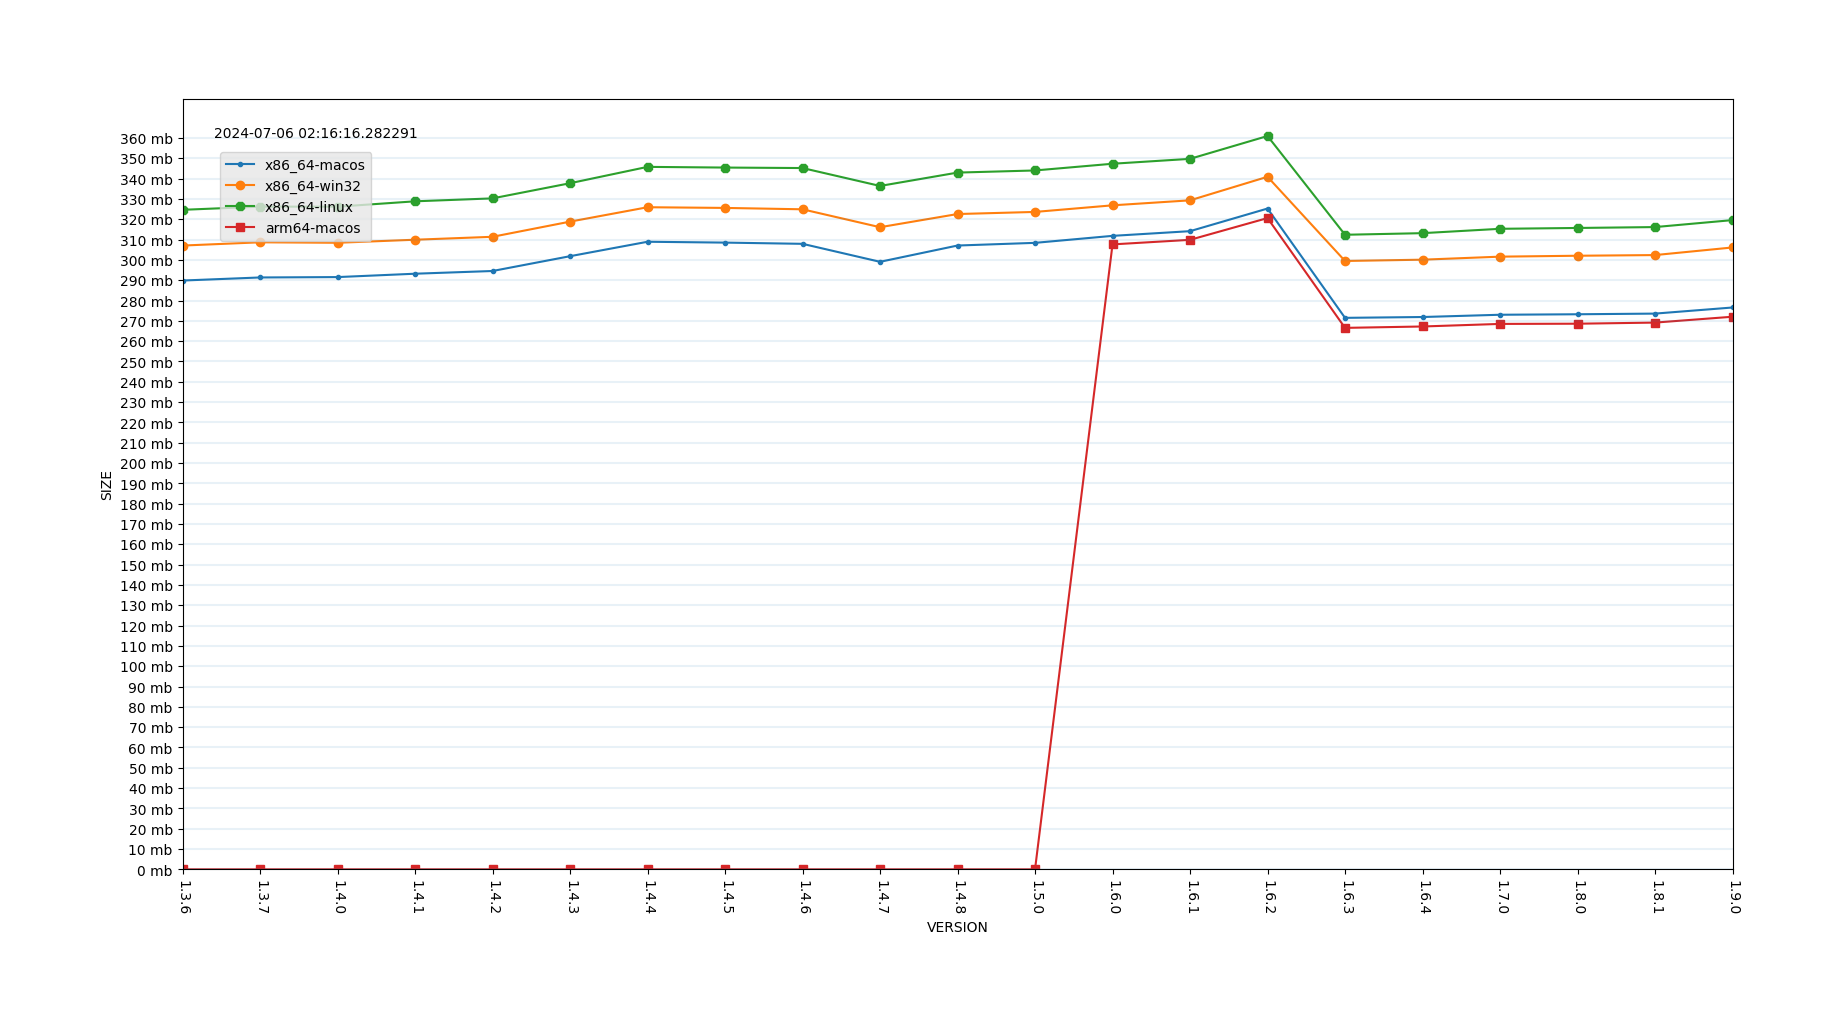 2024-07-06 02:16:16.282291
x86_64-macos
x86_64-win32
x86_64-linux
arm64-macos
360 mb
350 mb
340 mb
330 mb
320 mb
310 mb
300 mb
290 mb
280 mb
270 mb
260 mb
250 mb
240 mb
230 mb
220 mb
210 mb
200 mb
190 mb
180 mb
170 mb
160 mb
150 mb
140 mb
130 mb
120 mb
110 mb
100 mb
90 mb
80 mb
70 mb
60 mb
50 mb
40 mb
30 mb
20 mb
10 mb
0 mb
SIZE
1.3.6
1.3.7
1.4.0
1.4.1
1.4.2
1.4.3
1.4.4
1.4.5
1.4.6
1.4.7
1.4.8
1.5.0
1.6.0
1.6.1
1.6.2
1.6.3
1.6.4
1.7.0
1.8.0
1.8.1
1.9.0
VERSION